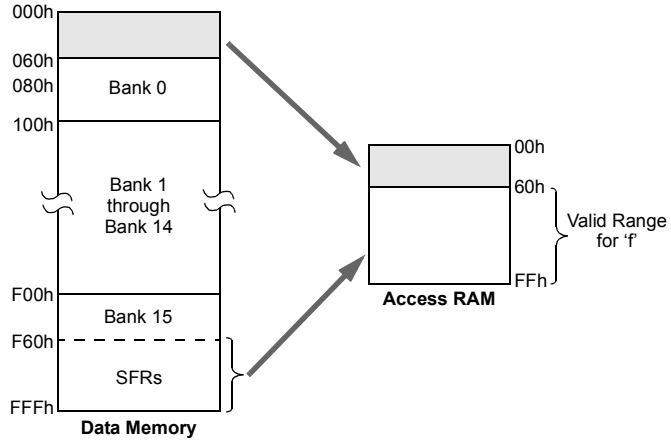 000h
060h
080h
Bank 0
100h
Bank 1
through
Bank 14
F00h
Bank 15
F60h
SFRs
FFFh
Data Memory
00h
60h
Valid Range
for ‘f’
FFh
Access RAM